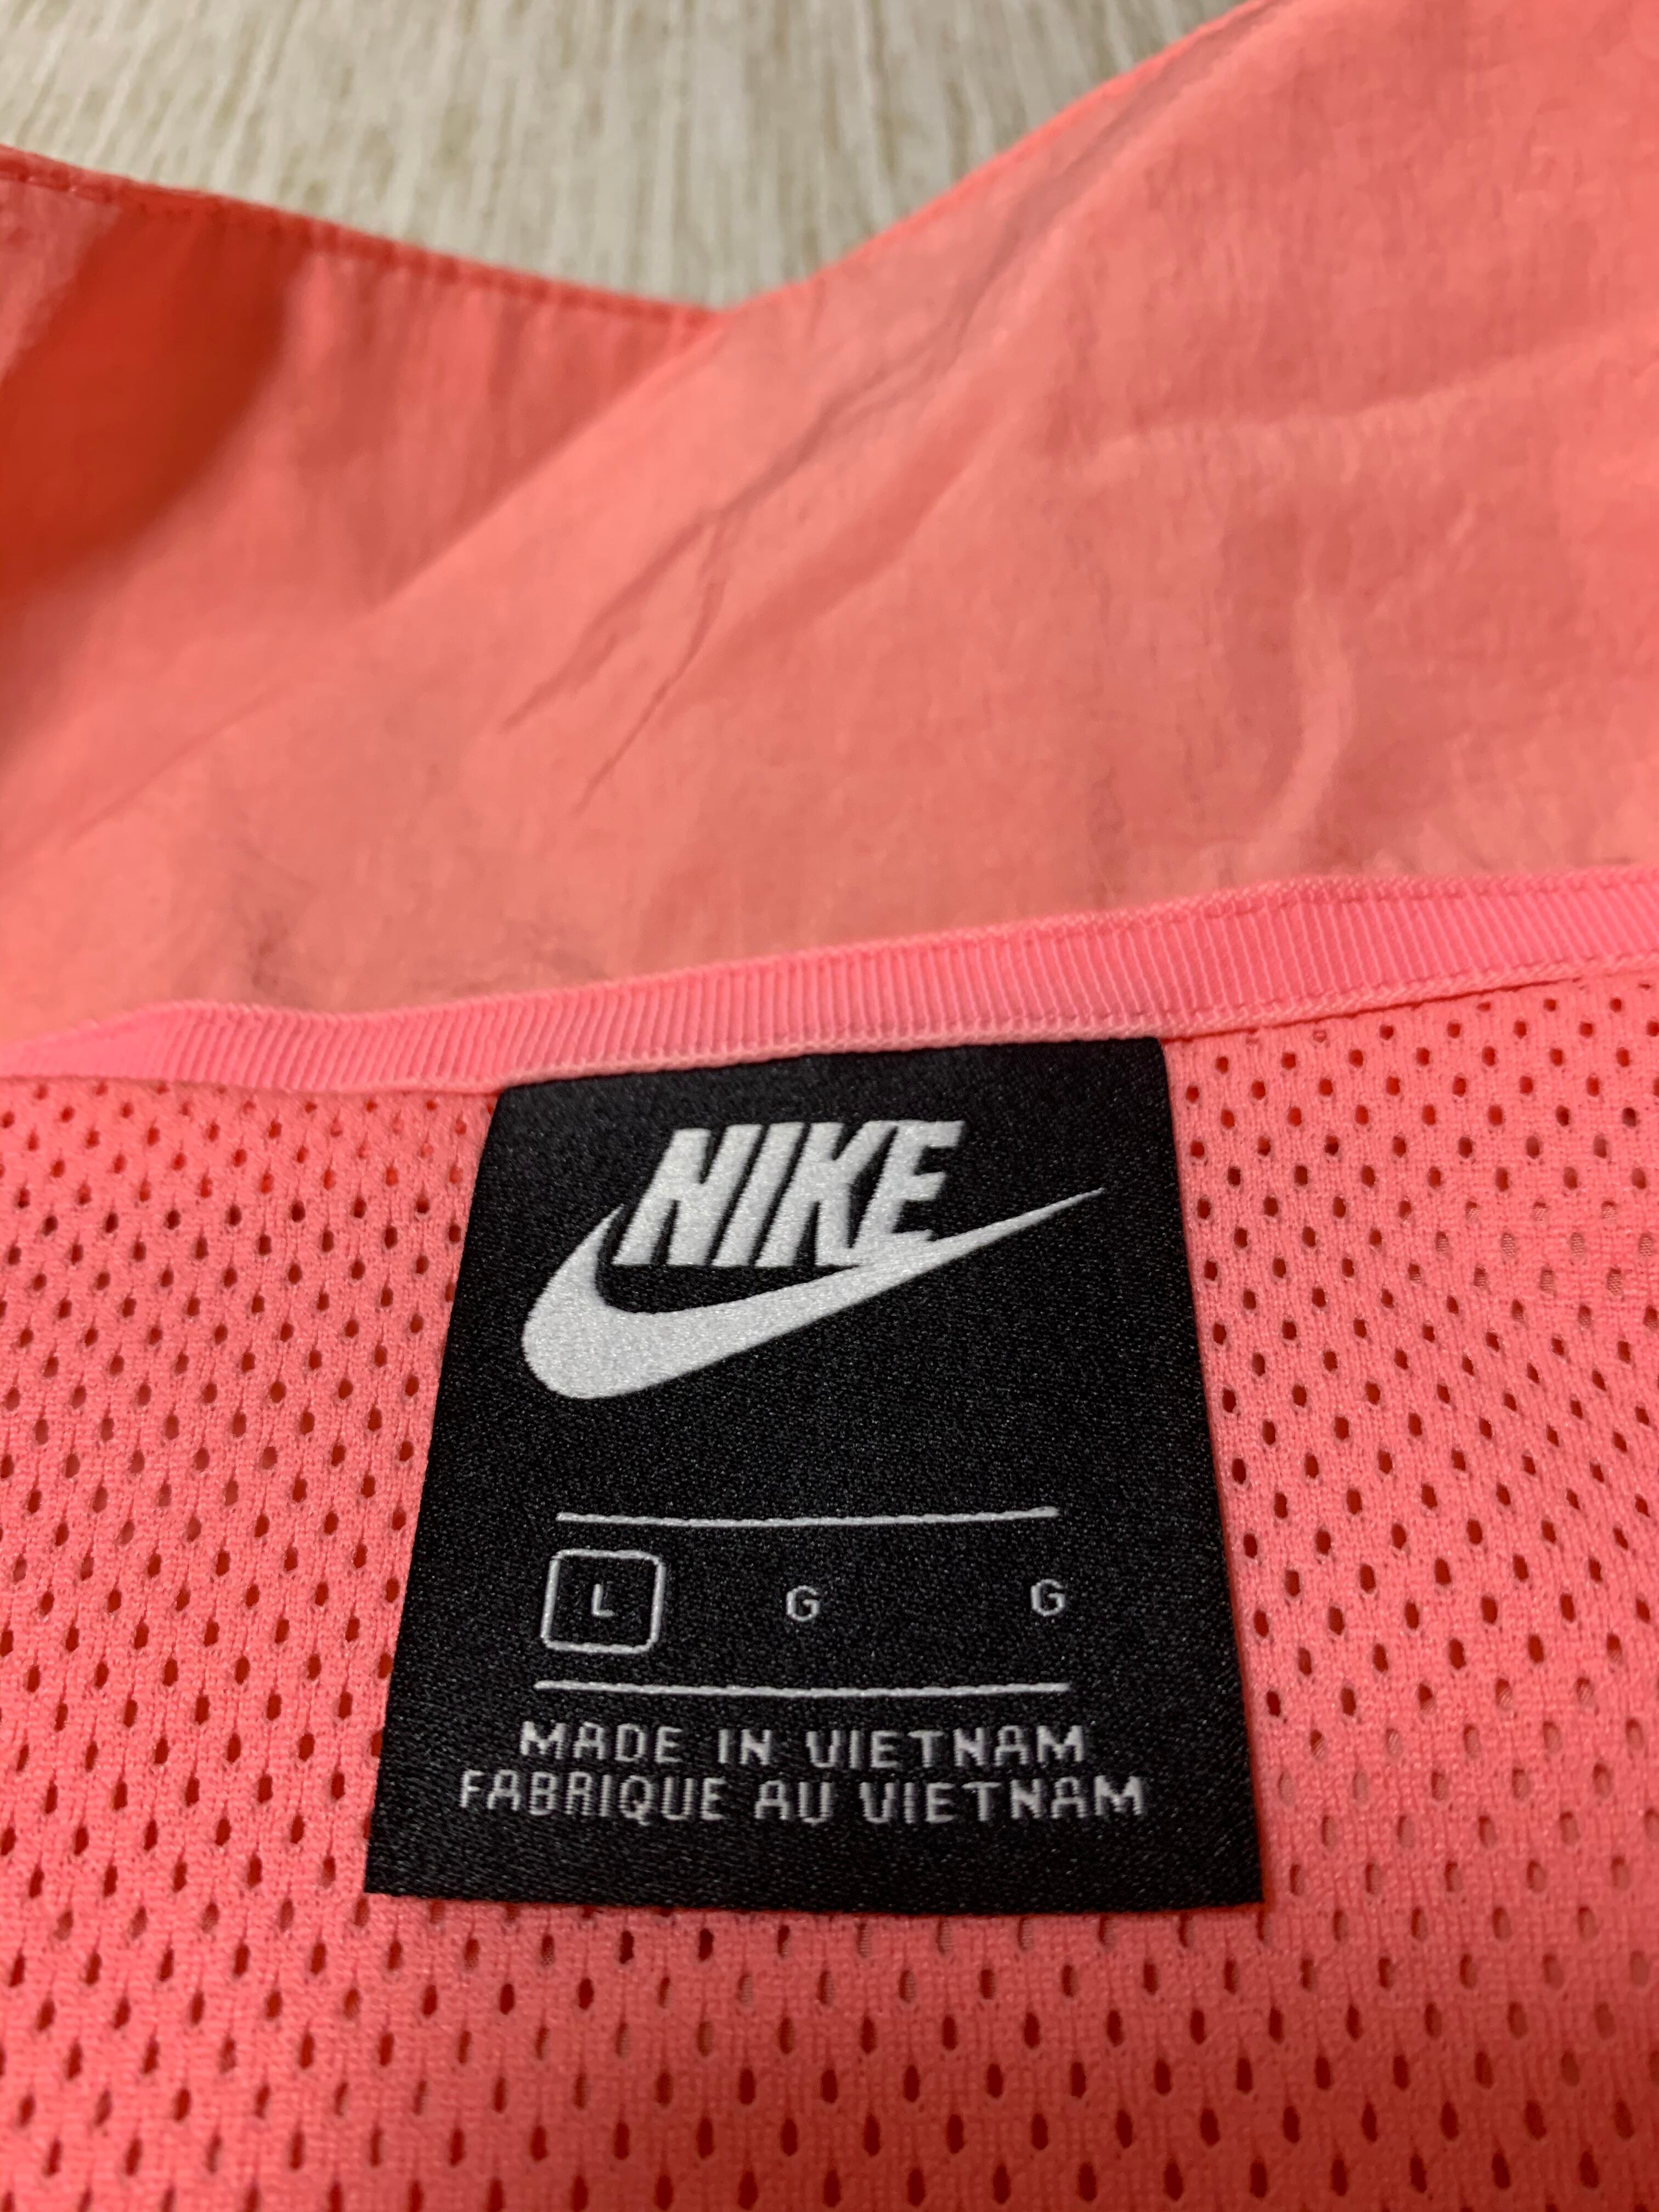 NIKE
L G G
MADE IN VIETNAM
FABRIQUE AU VIETNAM